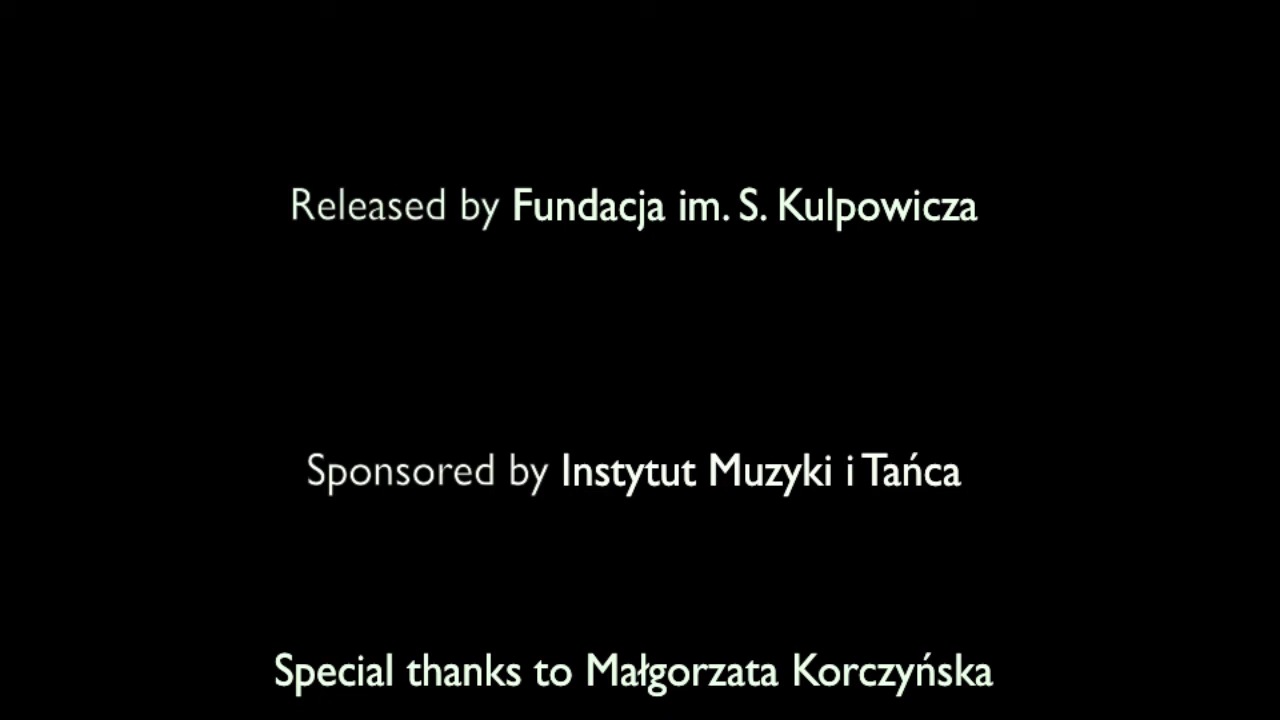 Released by Fundacja im. S. Kulpowicza
Sponsored by Instytut Muzyki i Tańca
Special thanks to Małgorzata Korczyńska